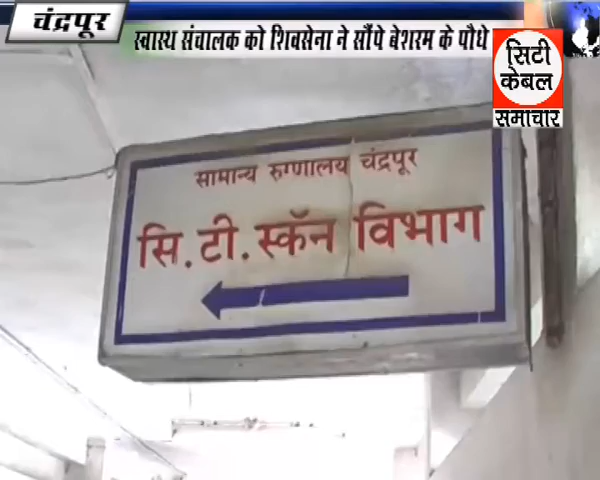 चंद्रपूर
स्वास्थ संचालक को शिवसेना ने सौंपे बेशरम के पौधे
सिटी
केबल
समाचार
सामान्य रुग्णालय चंद्रपूर
सि.टी.स्कॅन विभाग